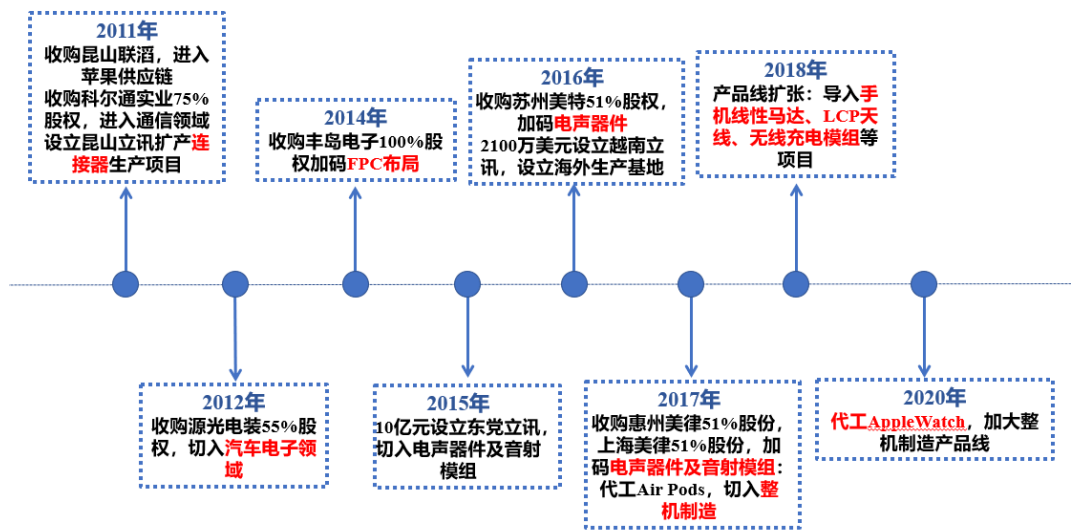 2011年
收购昆山联滔，进入
苹果供应链
收购科尔通实业75%
股权，进入通信领域
设立昆山立讯扩产连
接器生产项目
2014年
收购丰岛电子100%股
权加码FPC布局
2016年
收购苏州美特51%股权，
加码电声器件
2100万美元设立越南立
讯，设立海外生产基地
2018年
产品线扩张：导入手
机线性马达、LCP天
线、无线充电模组等
项目
2012年
收购源光电装55%股
权，切入汽车电子领
域
2015年
10亿元设立东党立讯，
切入电声器件及音射
模组
2017年
收购惠州美律51%股份，
上海美律51%股份，加
码电声器件及音射模组：
代工Air Pods，切入整
机制造
2020年
代工AppleWatch，加大整
机制造产品线